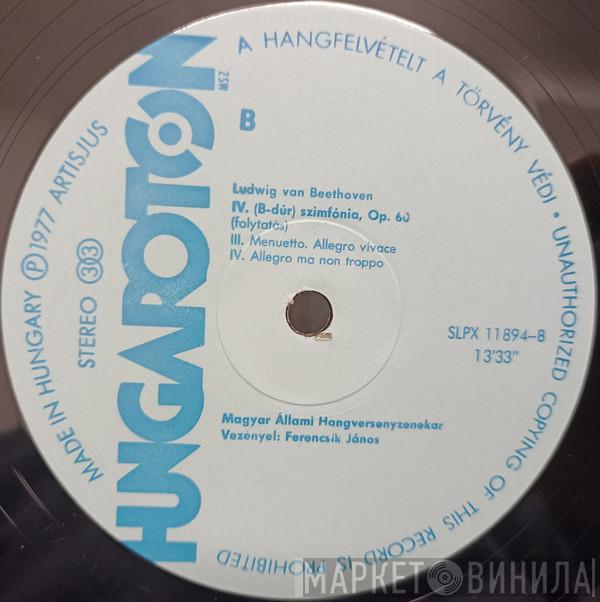 HUNGAROTON
MSZ
B
Ludwig van Beethoven
IV. (B-dúr) szimfónia, Op. 60
(folytatás)
III. Menuetto. Allegro vivace
IV. Allegro ma non troppo
SLPX 11894-B
13'33"
Magyar Állami Hangversenyzenekar
Vezényel: Ferencsik János
STEREO 33
MADE IN HUNGARY Ⓟ 1977 ARTISJUS
A HANGFELVÉTELT A TÖRVÉNY VÉDI • UNAUTHORIZED COPYING OF THIS RECORD IS PROHIBITED
МАРКЕТ ВИНИЛА